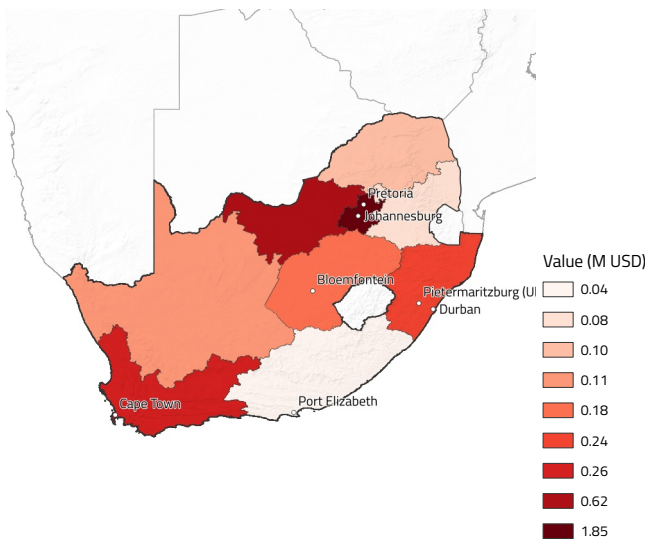 Pretoria
Johannesburg
Bloemfontein
Pietermaritzburg (U
Durban
Cape Town
Port Elizabeth
Value (M USD)
0.04
0.08
0.10
0.11
0.18
0.24
0.26
0.62
1.85